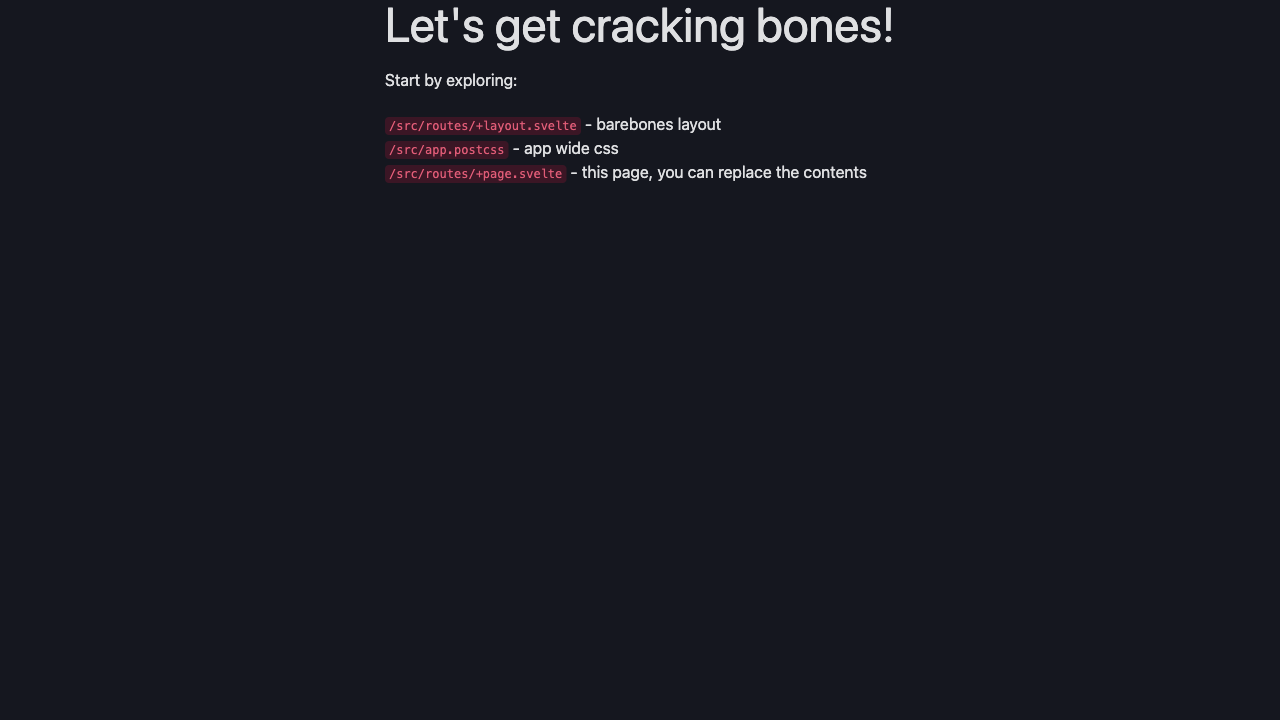 Let's get cracking bones!
Start by exploring:
/src/routes/+layout.svelte - barebones layout
/src/app.postcss - app wide css
/src/routes/+page.svelte - this page, you can replace the contents